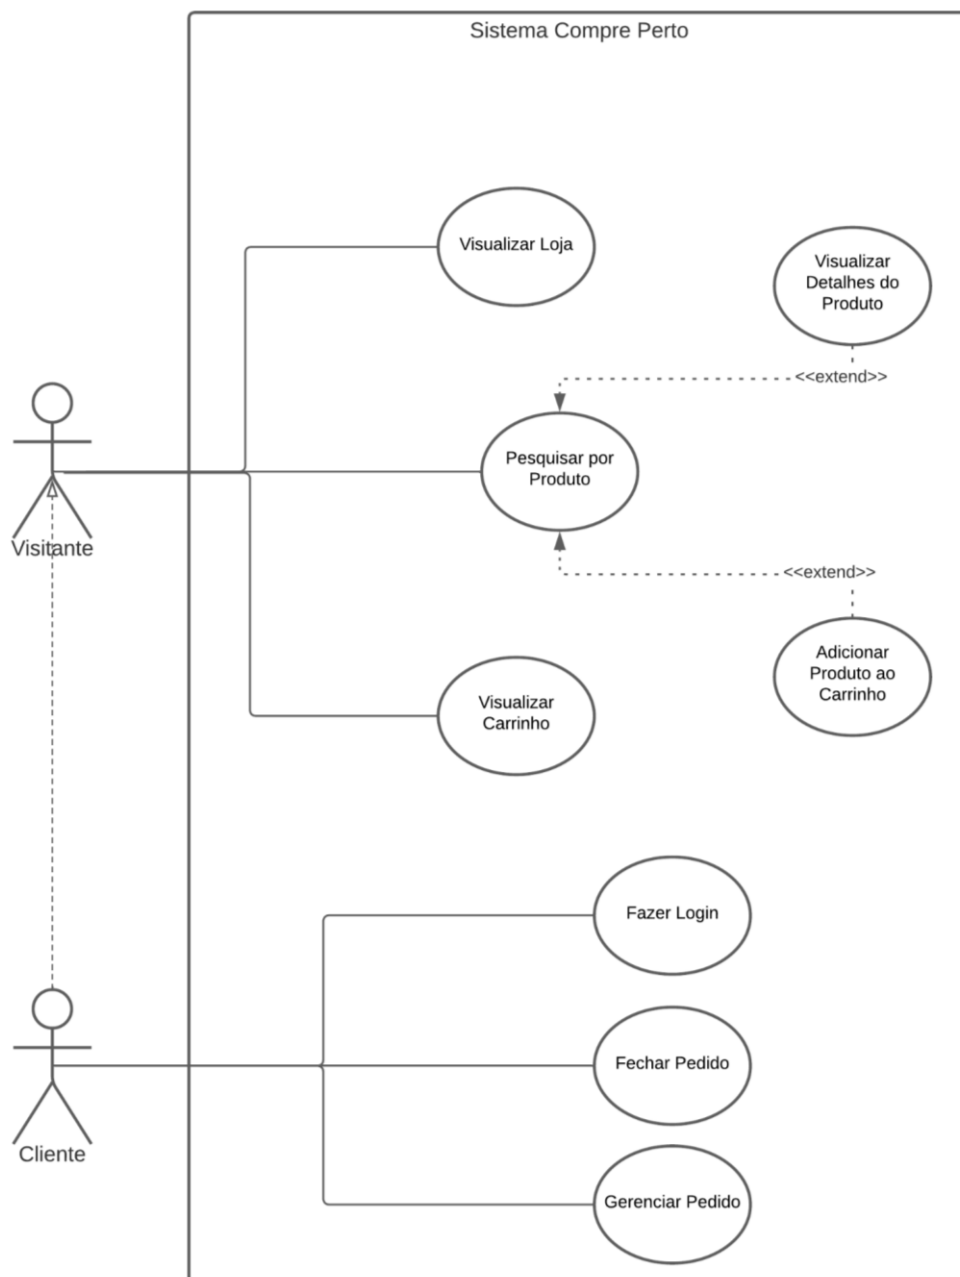 Sistema Compre Perto
Visualizar Loja
Visualizar
Detalhes do
Produto
<<extend>>
Pesquisar por
Produto
Visitante
<<extend>>
Adicionar
Produto ao
Carrinho
Visualizar
Carrinho
Fazer Login
Fechar Pedido
Cliente
Gerenciar Pedido